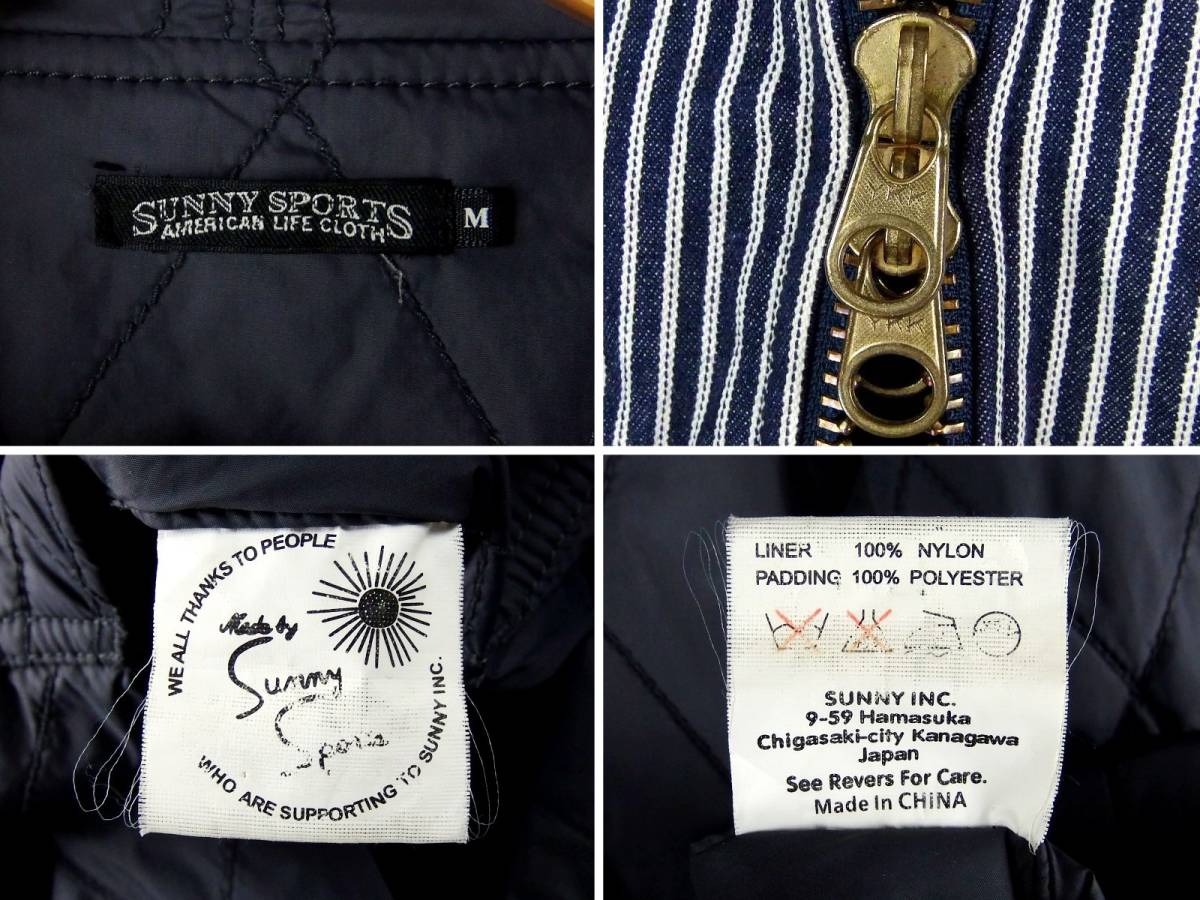 SUNNY SPORTS
AMERICAN LIFE CLOTH
M
YKK
YKK
WE ALL THANKS TO PEOPLE
WHO ARE SUPPORTING TO SUNNY INC.
Made by
Sunny
Sports
LINER 100% NYLON
PADDING 100% POLYESTER
SUNNY INC.
9-59 Hamasuka
Chigasaki-city Kanagawa
Japan
See Revers For Care.
Made In CHINA